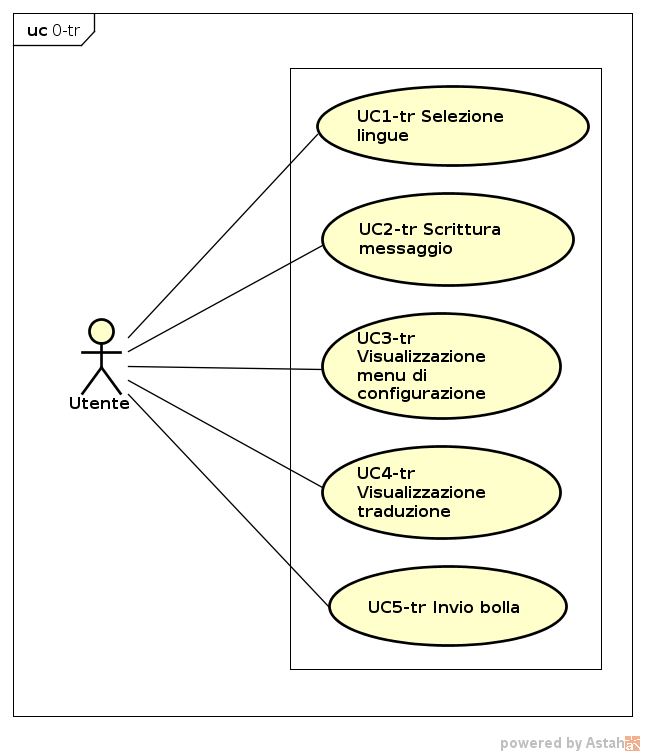 uc 0-tr
UC1-tr Selezione
lingue
UC2-tr Scrittura
messaggio
UC3-tr
Visualizzazione
menu di
configurazione
Utente
UC4-tr
Visualizzazione
traduzione
UC5-tr Invio bolla
powered by Astah